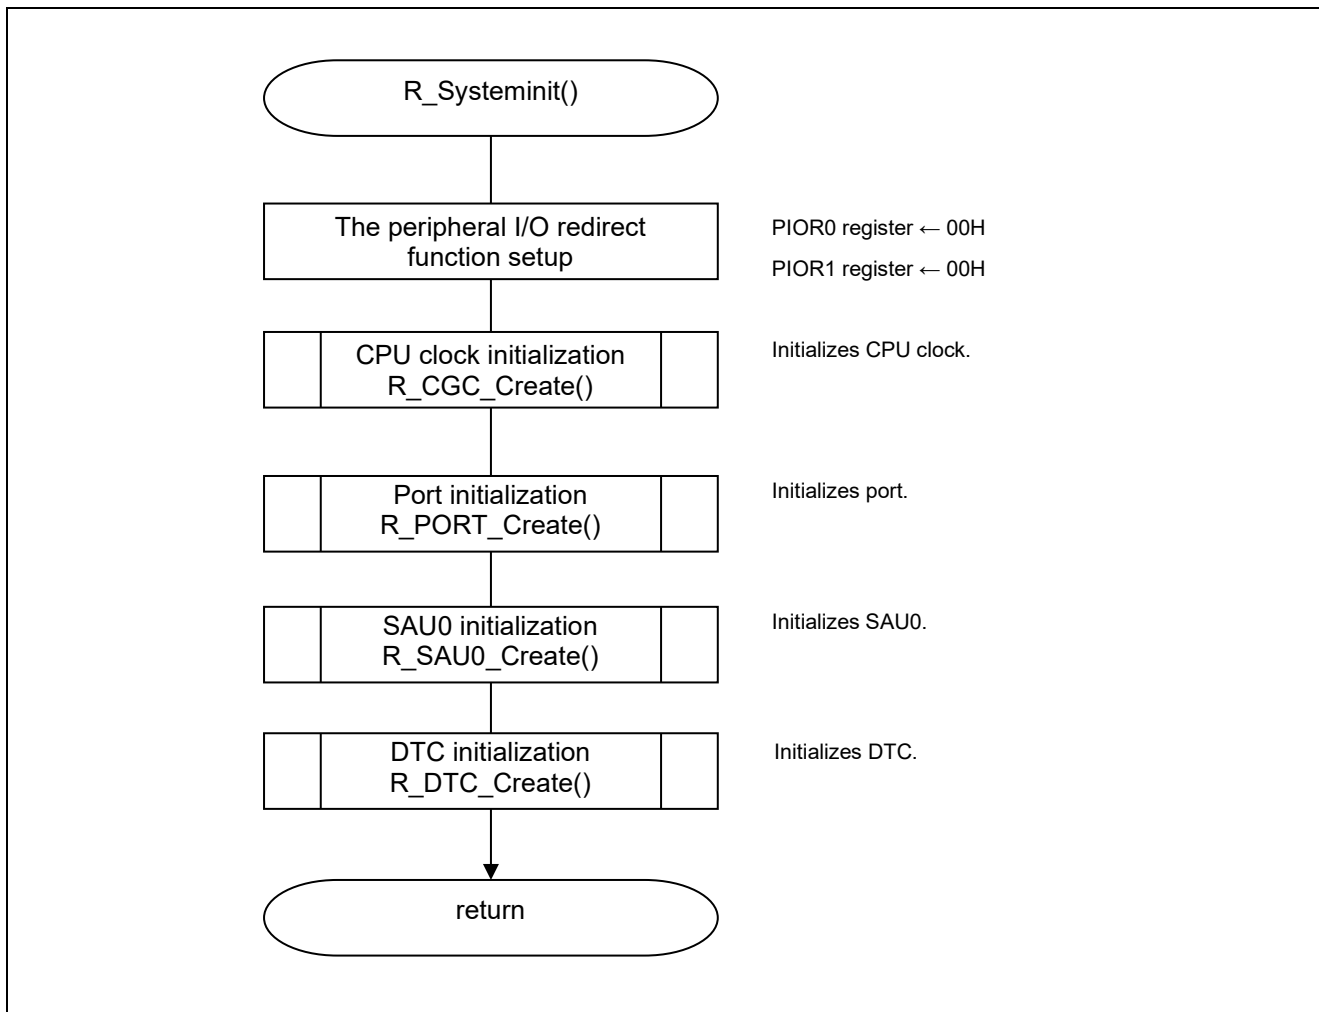 R_Systeminit()
The peripheral I/O redirect
function setup
PIOR0 register ← 00H
PIOR1 register ← 00H
CPU clock initialization
R_CGC_Create()
Initializes CPU clock.
Port initialization
R_PORT_Create()
Initializes port.
SAU0 initialization
R_SAU0_Create()
Initializes SAU0.
DTC initialization
R_DTC_Create()
Initializes DTC.
return